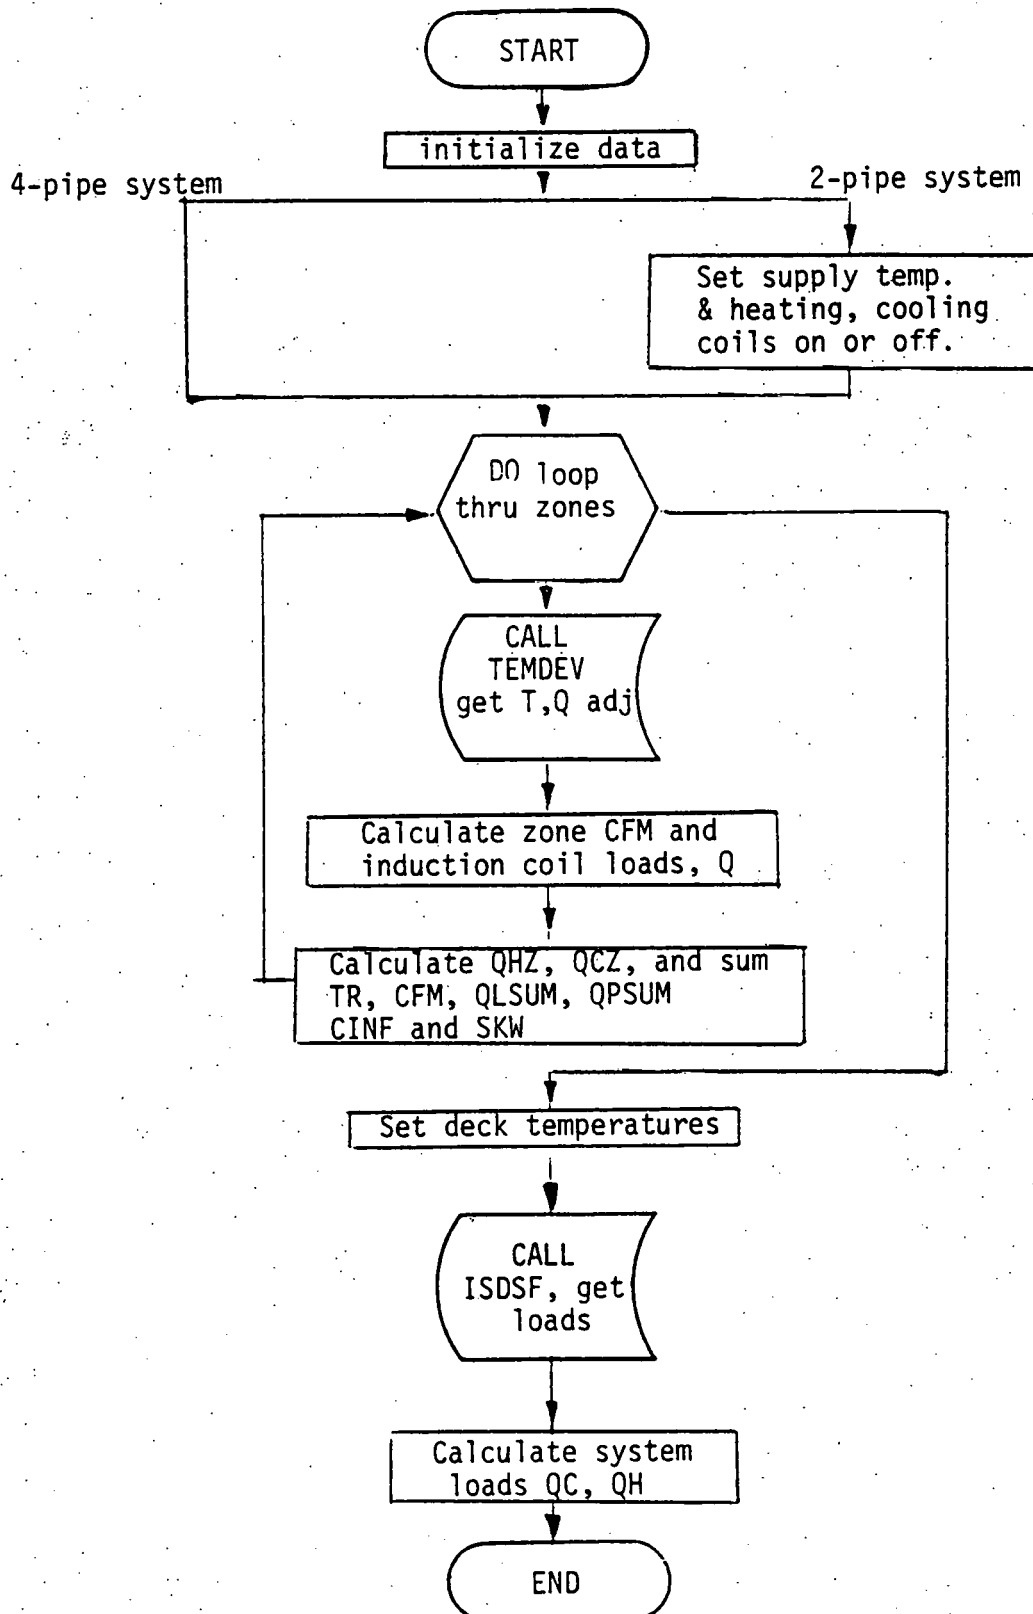 START
initialize data
4-pipe system
2-pipe system
Set supply temp.
& heating, cooling
coils on or off.
DO loop
thru zones
CALL
TEMDEV
get T,Q adj
Calculate zone CFM and
induction coil loads, Q
Calculate QHZ, QCZ, and sum
TR, CFM, QLSUM, QPSUM
CINF and SKW
Set deck temperatures
CALL
ISDSF, get
loads
Calculate system
loads QC, QH
END